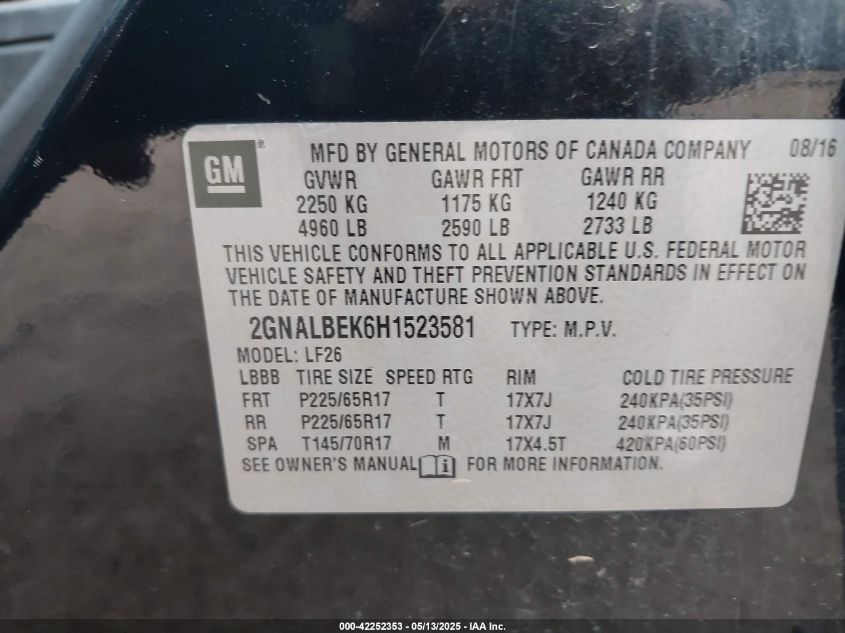 GM ® MFD BY GENERAL MOTORS OF CANADA COMPANY 08/16
GVWR GAWR FRT GAWR RR
2250 KG 1175 KG 1240 KG
4960 LB 2590 LB 2733 LB
THIS VEHICLE CONFORMS TO ALL APPLICABLE U.S. FEDERAL MOTOR
VEHICLE SAFETY AND THEFT PREVENTION STANDARDS IN EFFECT ON
THE DATE OF MANUFACTURE SHOWN ABOVE.
2GNALBEK6H1523581 TYPE: M.P.V.
MODEL: LF26
LBBB TIRE SIZE SPEED RTG RIM COLD TIRE PRESSURE
FRT P225/65R17 T 17X7J 240KPA(35PSI)
RR P225/65R17 T 17X7J 240KPA(35PSI)
SPA T145/70R17 M 17X4.5T 420KPA(60PSI)
SEE OWNER'S MANUAL i FOR MORE INFORMATION.
000-42252353 — 05/13/2025 - IAA Inc.